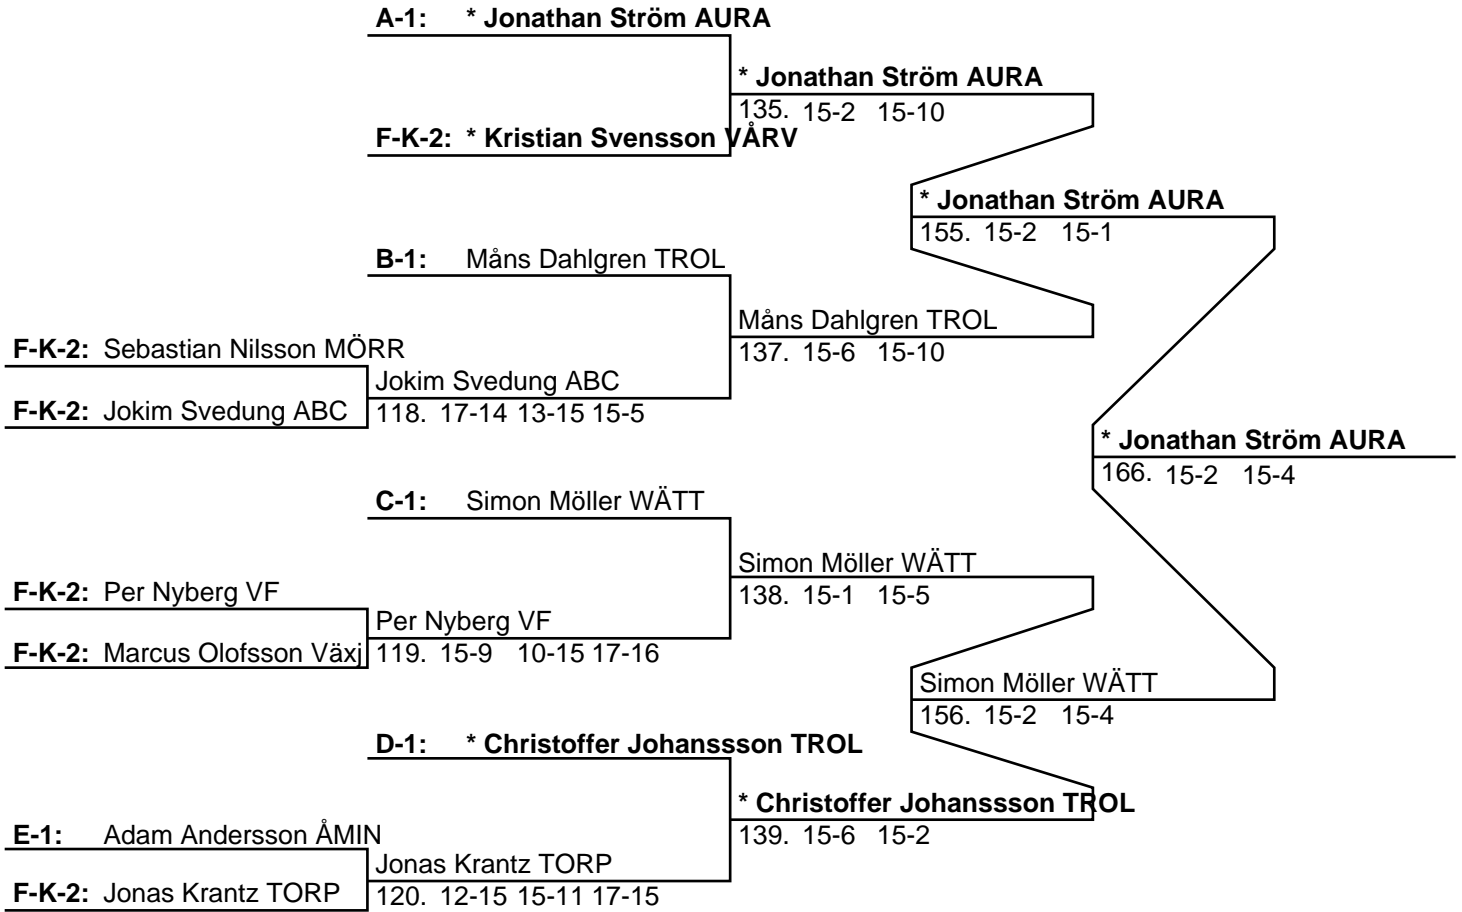 A-1: * Jonathan Ström AURA
* Jonathan Ström AURA
135. 15-2 15-10
F-K-2: * Kristian Svensson VÅRV
* Jonathan Ström AURA
155. 15-2 15-1
B-1: Måns Dahlgren TROL
Måns Dahlgren TROL
137. 15-6 15-10
F-K-2: Sebastian Nilsson MÖRR
Jokim Svedung ABC
F-K-2: Jokim Svedung ABC
118. 17-14 13-15 15-5
* Jonathan Ström AURA
166. 15-2 15-4
C-1: Simon Möller WÄTT
Simon Möller WÄTT
138. 15-1 15-5
F-K-2: Per Nyberg VF
Per Nyberg VF
F-K-2: Marcus Olofsson Växj
119. 15-9 10-15 17-16
Simon Möller WÄTT
156. 15-2 15-4
D-1: * Christoffer Johanssson TROL
* Christoffer Johanssson TROL
139. 15-6 15-2
E-1: Adam Andersson ÅMIN
Jonas Krantz TORP
F-K-2: Jonas Krantz TORP
120. 12-15 15-11 17-15